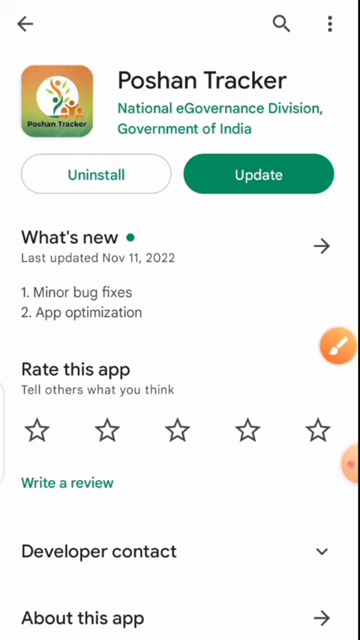 Poshan Tracker
Poshan Tracker
National eGovernance Division,
Government of India
Uninstall
Update
What's new
Last updated Nov 11, 2022
1. Minor bug fixes
2. App optimization
Rate this app
Tell others what you think
Write a review
Developer contact
About this app